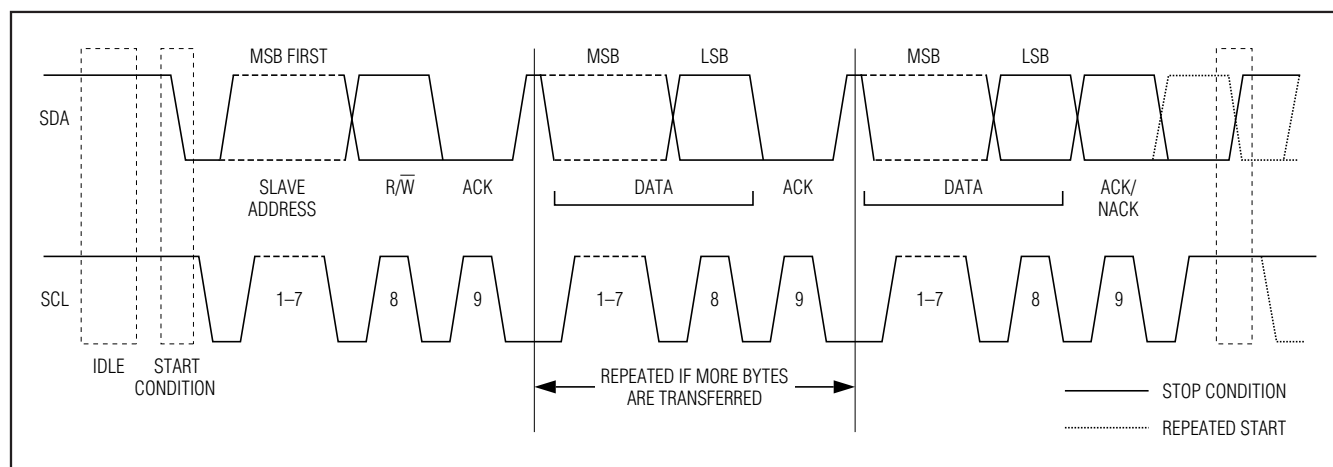 MSB FIRST
MSB
LSB
MSB
LSB
SDA
SLAVE
ADDRESS
R/W̅
ACK
DATA
ACK
DATA
ACK/
NACK
SCL
1–7
8
9
1–7
8
9
1–7
8
9
IDLE
START
CONDITION
REPEATED IF MORE BYTES
ARE TRANSFERRED
STOP CONDITION
REPEATED START